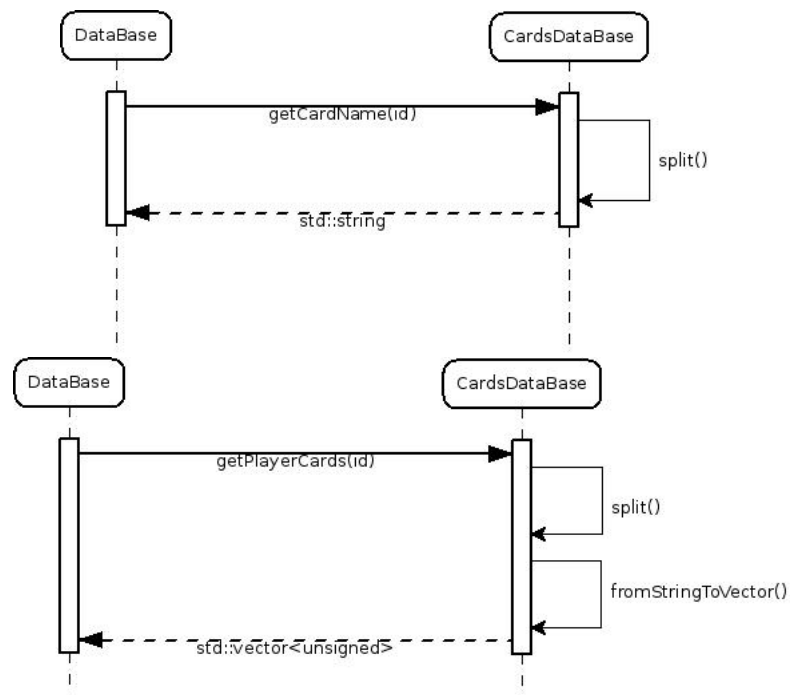 DataBase
CardsDataBase
getCardName(id)
split()
std::string
DataBase
CardsDataBase
getPlayerCards(id)
split()
fromStringToVector()
std::vector<unsigned>